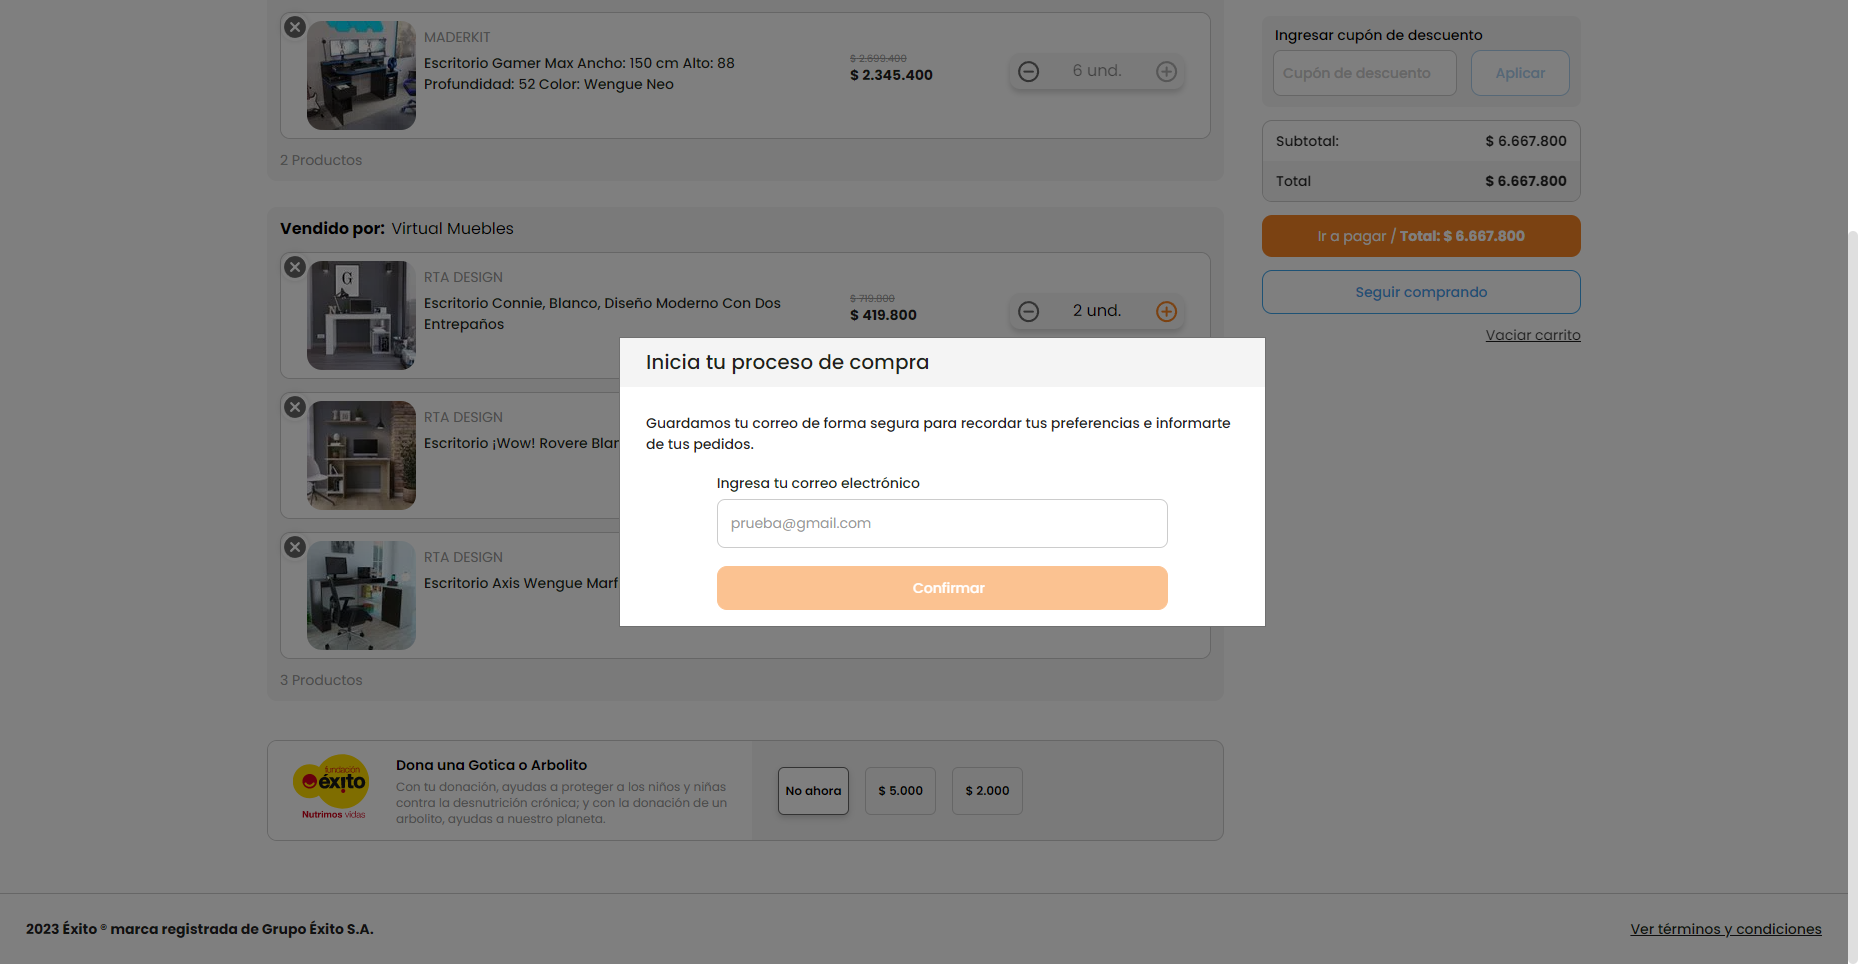 MADERKIT
Escritorio Gamer Max Ancho: 150 cm Alto: 88
Profundidad: 52 Color: Wengue Neo
$ 2.699.400
$ 2.345.400
6 und.
2 Productos
Ingresar cupón de descuento
Cupón de descuento
Aplicar
Subtotal:
$ 6.667.800
Total
$ 6.667.800
Ir a pagar / Total: $ 6.667.800
Seguir comprando
Vaciar carrito
Vendido por: Virtual Muebles
G
RTA DESIGN
Escritorio Connie, Blanco, Diseño Moderno Con Dos
Entrepaños
$ 719.800
$ 419.800
2 und.
RTA DESIGN
Escritorio ¡Wow! Rovere Blan
RTA DESIGN
Escritorio Axis Wengue Marf
3 Productos
Inicia tu proceso de compra
Guardamos tu correo de forma segura para recordar tus preferencias e informarte
de tus pedidos.
Ingresa tu correo electrónico
prueba@gmail.com
Confirmar
fundación
éxito
Nutrimos vidas
Dona una Gotica o Arbolito
Con tu donación, ayudas a proteger a los niños y niñas
contra la desnutrición crónica; y con la donación de un
arbolito, ayudas a nuestro planeta.
No ahora
$ 5.000
$ 2.000
2023 Éxito ® marca registrada de Grupo Éxito S.A.
Ver términos y condiciones